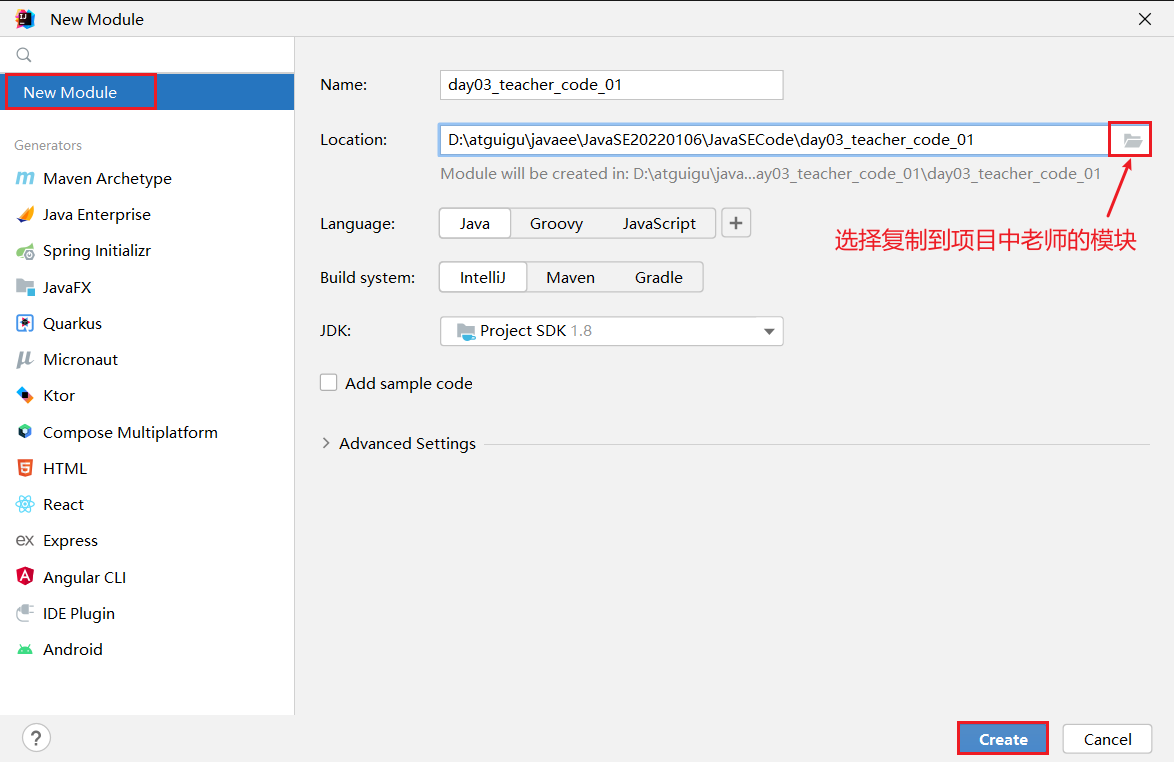 New Module
New Module
Generators
Maven Archetype
Java Enterprise
Spring Initializr
JavaFX
Quarkus
Micronaut
Ktor
Compose Multiplatform
HTML
React
Express
Angular CLI
IDE Plugin
Android
Name: day03_teacher_code_01
Location: D:\atguigu\javaee\JavaSE20220106\JavaSECode\day03_teacher_code_01
Module will be created in: D:\atguigu\java...ay03_teacher_code_01\day03_teacher_code_01
选择复制到项目中老师的模块
Language: Java Groovy JavaScript +
Build system: IntelliJ Maven Gradle
JDK: Project SDK 1.8
Add sample code
Advanced Settings
? Create Cancel